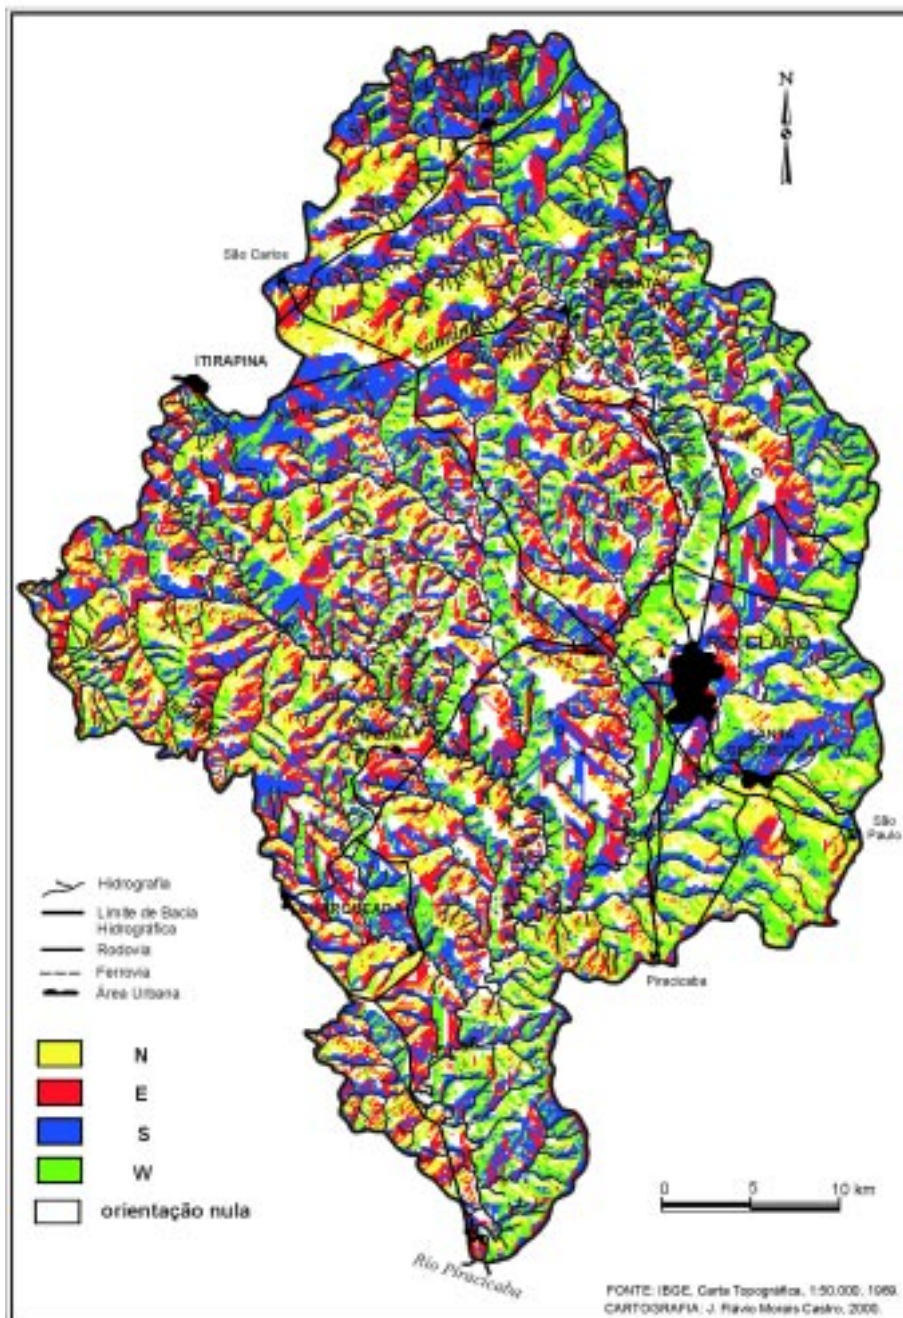 N
São Carlos
ITIRAPINA
CLARO
SANTA
São
Paulo
Hidrografia
Limite de Bacia
Hidrográfica
Rodovia
Ferrovia
Área Urbana
Piracicaba
N
E
S
W
orientação nula
0 5 10 km
Rio Piracicaba
FONTE: IBGE, Carta Topográfica, 1:50.000, 1969.
CARTOGRAFIA: J. Flávio Morais Castro, 2000.